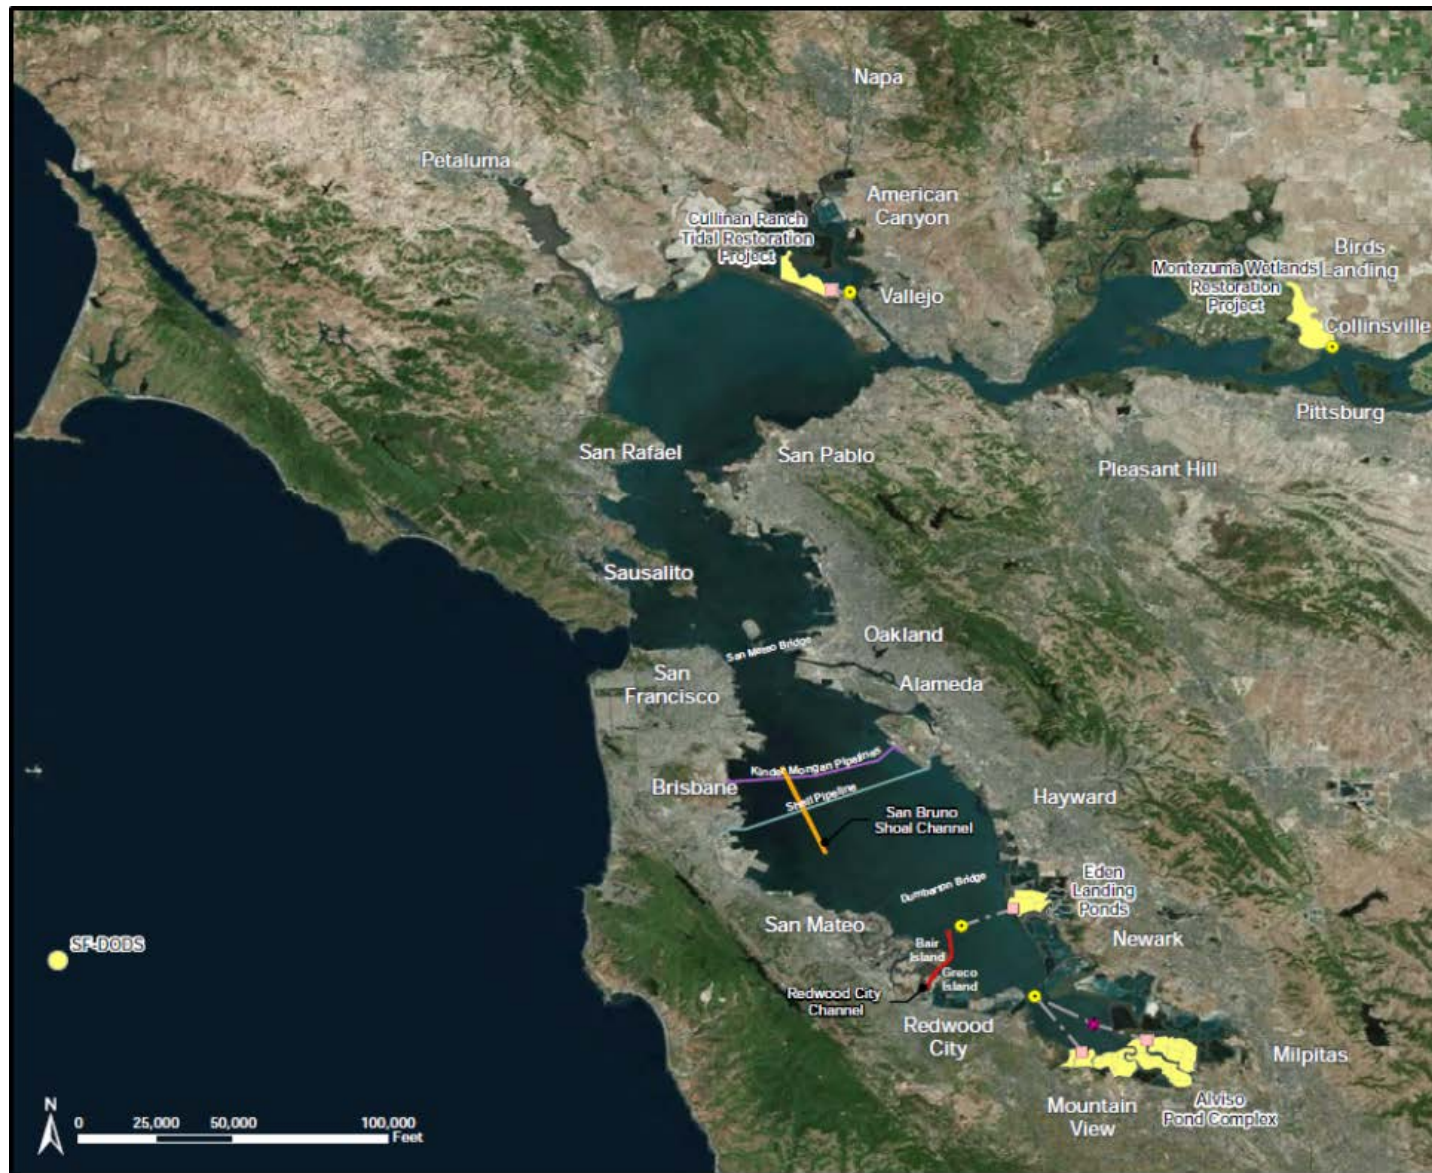 Napa
Petaluma
American
Canyon
Cullinan Ranch
Tidal Restoration
Project
Vallejo
Birds
Landing
Montezuma Wetlands
Restoration
Project
Collinsville
Pittsburg
San Rafael
San Pablo
Pleasant Hill
Sausalito
Oakland
San Mateo Bridge
San
Francisco
Alameda
Kinder Morgan Pipelines
Brisbane
Shell Pipeline
Hayward
San Bruno
Shoal Channel
Dumbarton Bridge
Eden
Landing
Ponds
San Mateo
Newark
SF-DODS
Bair
Island
Greco
Island
Redwood City
Channel
Redwood
City
Milpitas
Mountain
View
Alviso
Pond Complex
N
0 25,000 50,000 100,000
Feet